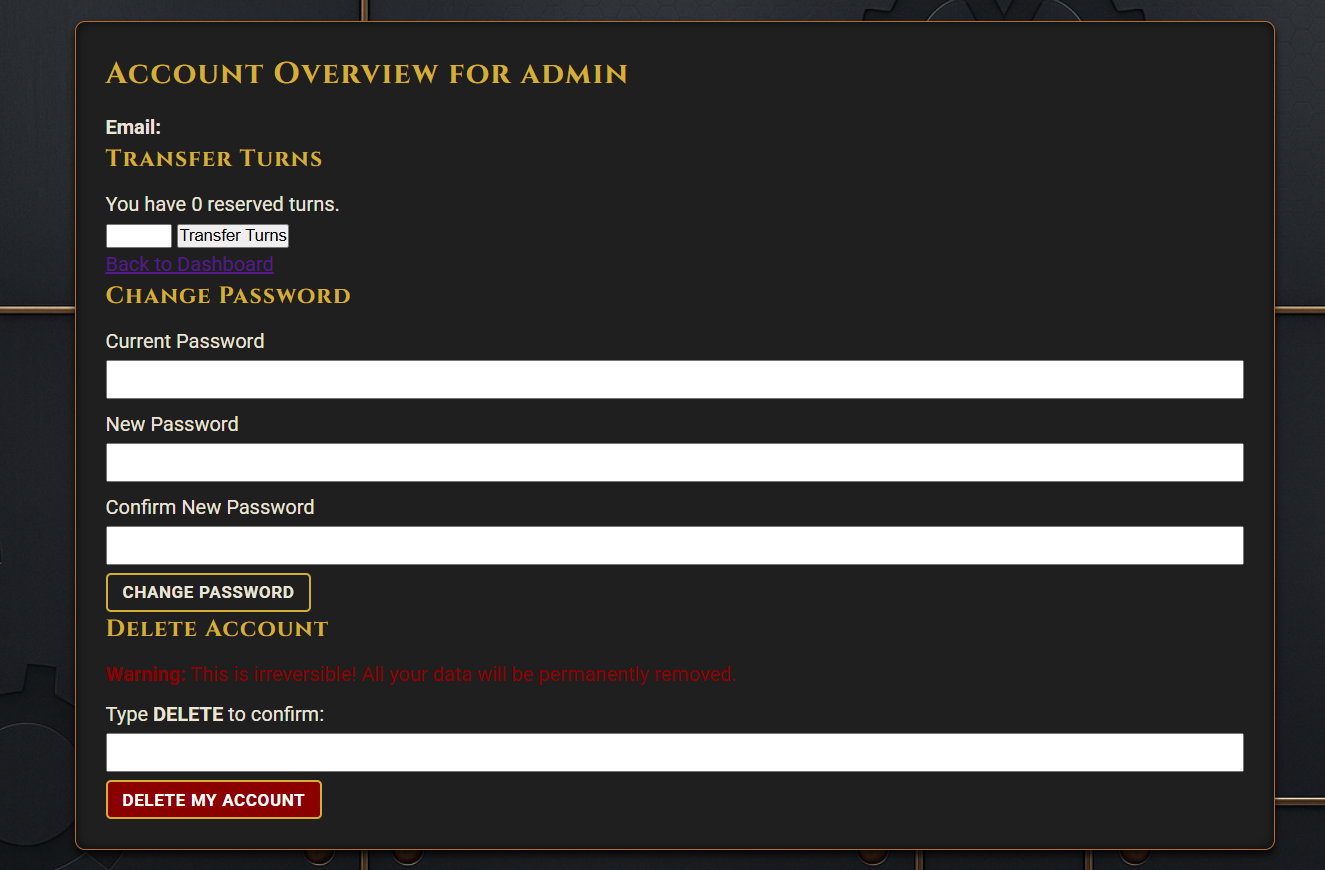 Account Overview for admin
Email:
Transfer Turns
You have 0 reserved turns.
Transfer Turns
Back to Dashboard
Change Password
Current Password
New Password
Confirm New Password
CHANGE PASSWORD
Delete Account
Warning: This is irreversible! All your data will be permanently removed.
Type DELETE to confirm:
DELETE MY ACCOUNT